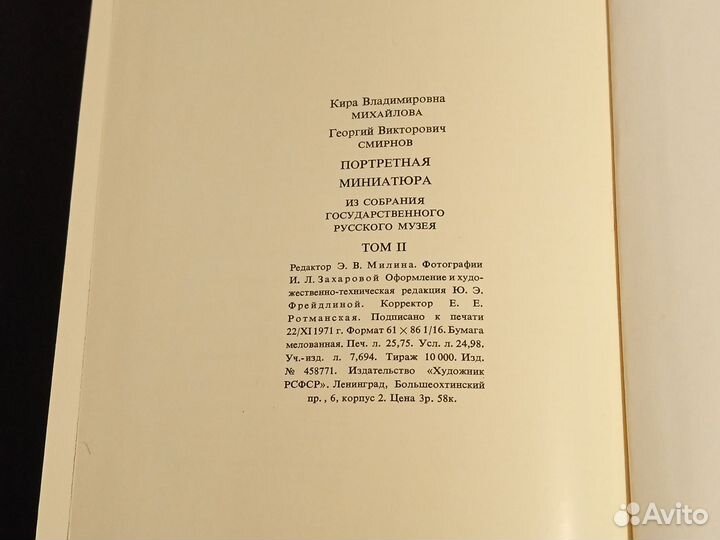 Кира Владимировна
МИХАЙЛОВА
Георгий Викторович
СМИРНОВ
ПОРТРЕТНАЯ
МИНИАТЮРА
ИЗ СОБРАНИЯ
ГОСУДАРСТВЕННОГО
РУССКОГО МУЗЕЯ
ТОМ II
Редактор Э. В. Милина. Фотографии
И. Л. Захаровой Оформление и худо-
жественно-техническая редакция Ю. Э.
Фрейдлиной. Корректор Е. Е.
Ротманская. Подписано к печати
22/XI 1971 г. Формат 61 × 86 1/16. Бумага
мелованная. Печ. л. 25,75. Усл. л. 24,98.
Уч.-изд. л. 7,694. Тираж 10 000. Изд.
№ 458771. Издательство «Художник
РСФСР». Ленинград, Большеохтинский
пр., 6, корпус 2. Цена 3р. 58к.
Avito